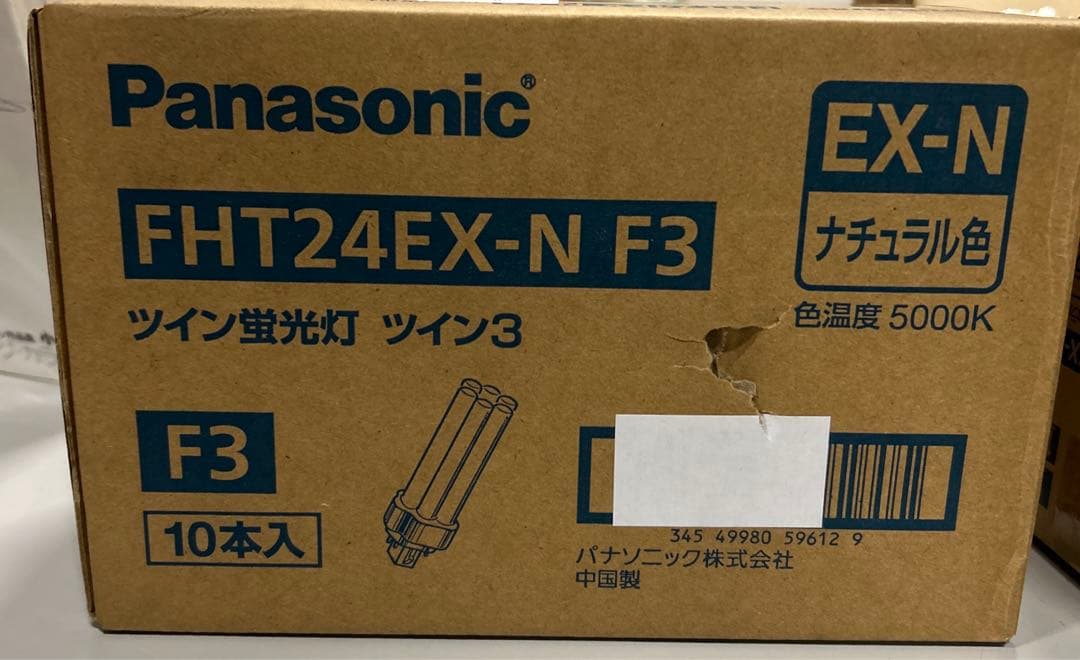 Panasonic®
EX-N
ナチュラル色
色温度 5000K
FHT24EX-N F3
ツイン蛍光灯 ツイン3
F3
10本入
345 49980 59612 9
パナソニック株式会社
中国製